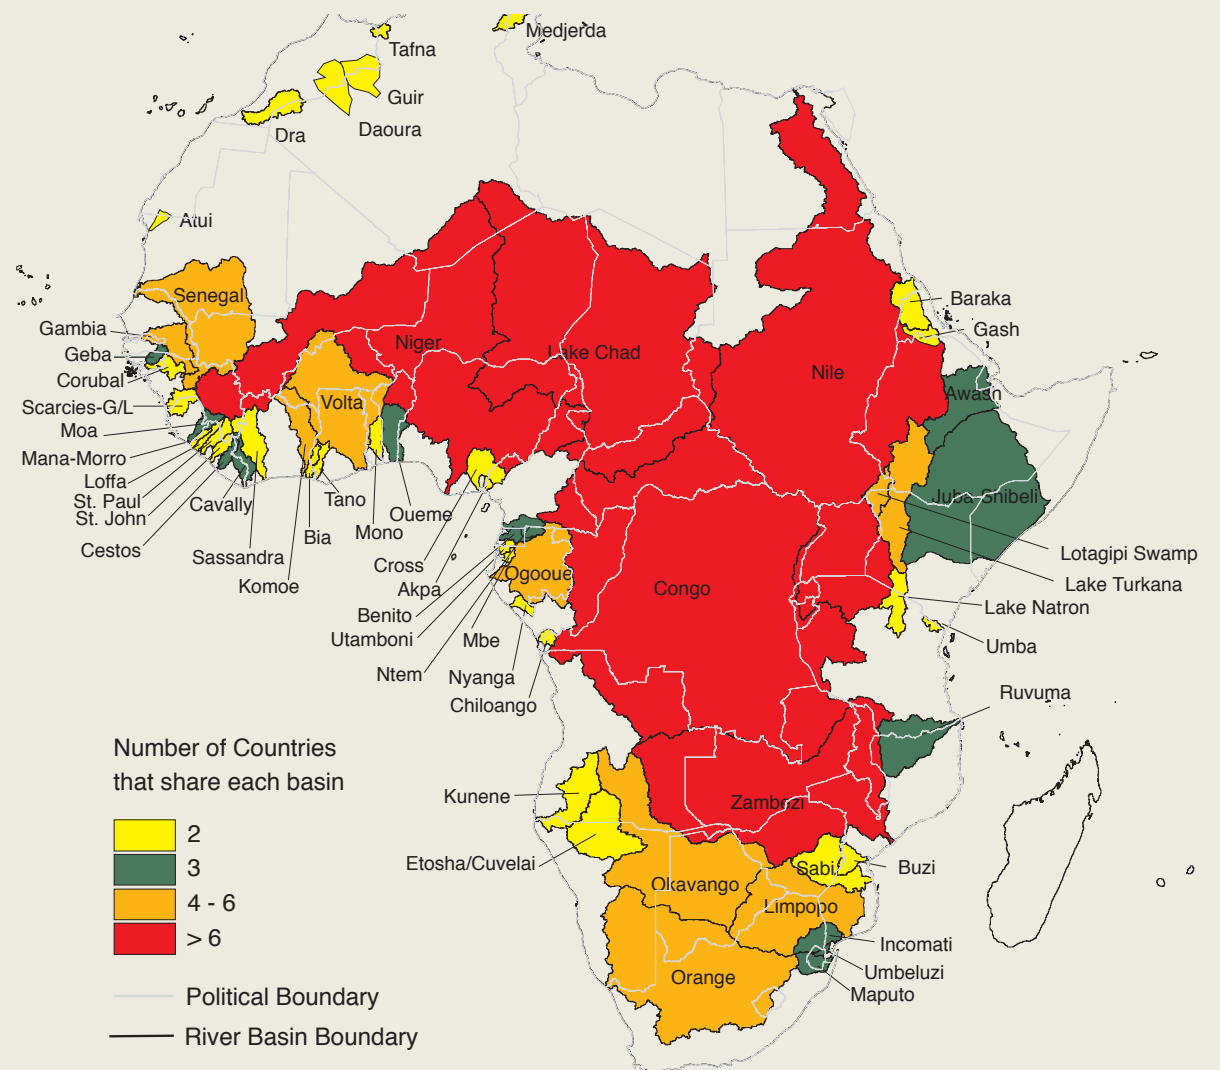 Medjerda
Tafna
Guir
Daoura
Dra
Atui
Senegal
Gambia
Geba
Corubal
Scarcies-G/L
Moa
Mana-Morro
Loffa
St. Paul
St. John
Cestos
Cavally
Sassandra
Komoe
Bia
Tano
Mono
Oueme
Cross
Akpa
Benito
Utamboni
Ntem
Mbe
Nyanga
Chiloango
Volta
Niger
Lake Chad
Nile
Baraka
Gash
Awash
Juba-Shibeli
Lotagipi Swamp
Lake Turkana
Lake Natron
Umba
Ruvuma
Ogooue
Congo
Zambezi
Kunene
Etosha/Cuvelai
Okavango
Sabi
Buzi
Limpopo
Incomati
Umbeluzi
Maputo
Orange
Number of Countries
that share each basin
2
3
4 - 6
> 6
Political Boundary
River Basin Boundary